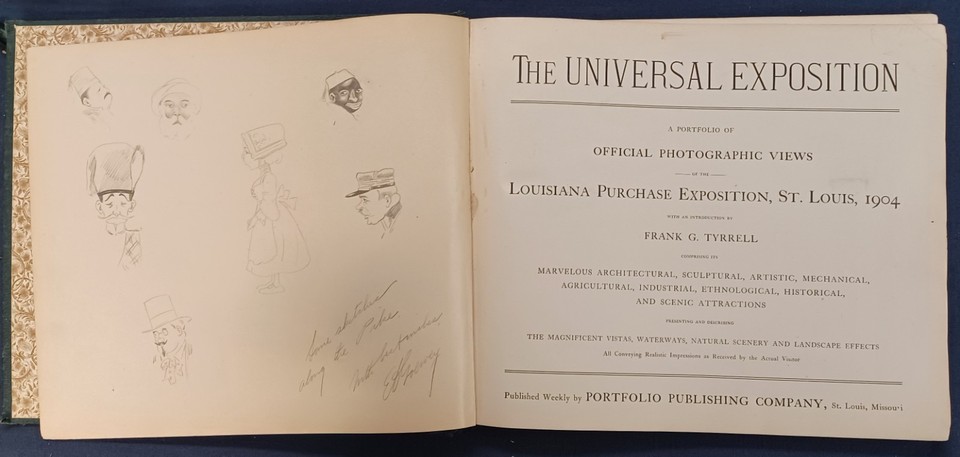 some sketches
along the Pike
with
THE UNIVERSAL EXPOSITION
A PORTFOLIO OF
OFFICIAL PHOTOGRAPHIC VIEWS
OF THE
LOUISIANA PURCHASE EXPOSITION, ST. LOUIS, 1904
WITH AN INTRODUCTION BY
FRANK G. TYRRELL
COMPRISING ITS
MARVELOUS ARCHITECTURAL, SCULPTURAL, ARTISTIC, MECHANICAL,
AGRICULTURAL, INDUSTRIAL, ETHNOLOGICAL, HISTORICAL,
AND SCENIC ATTRACTIONS
PRESENTING AND DESCRIBING
THE MAGNIFICENT VISTAS, WATERWAYS, NATURAL SCENERY AND LANDSCAPE EFFECTS
All Conveying Realistic Impressions as Received by the Actual Visitor
Published Weekly by PORTFOLIO PUBLISHING COMPANY, St. Louis, Missouri